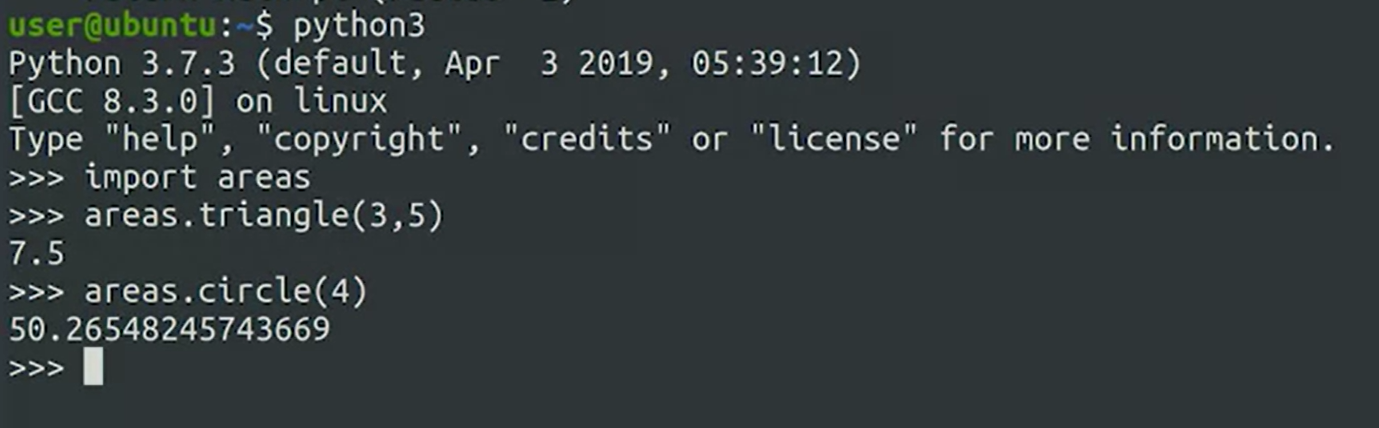 user@ubuntu:~$ python3
Python 3.7.3 (default, Apr  3 2019, 05:39:12)
[GCC 8.3.0] on linux
Type "help", "copyright", "credits" or "license" for more information.
>>> import areas
>>> areas.triangle(3,5)
7.5
>>> areas.circle(4)
50.26548245743669
>>>